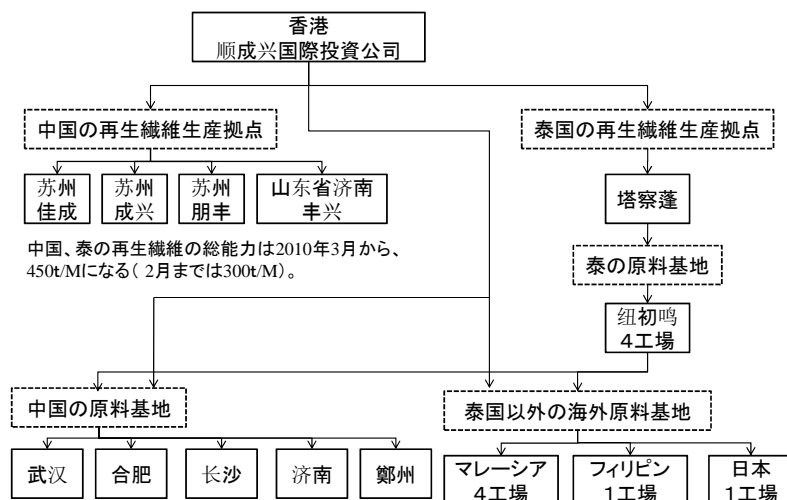 香港
顺成兴国際投資公司
中国の再生繊維生産拠点
泰国の再生繊維生産拠点
苏州
佳成
苏州
成兴
苏州
朋丰
山东省济南
丰兴
塔察蓬
中国、泰の再生繊維の総能力は2010年3月から、
450t/Mになる( 2月までは300t/M)。
泰の原料基地
纽初鸣
4工場
中国の原料基地
泰国以外の海外原料基地
武汉
合肥
长沙
济南
鄭州
マレーシア
4工場
フィリピン
1工場
日本
1工場